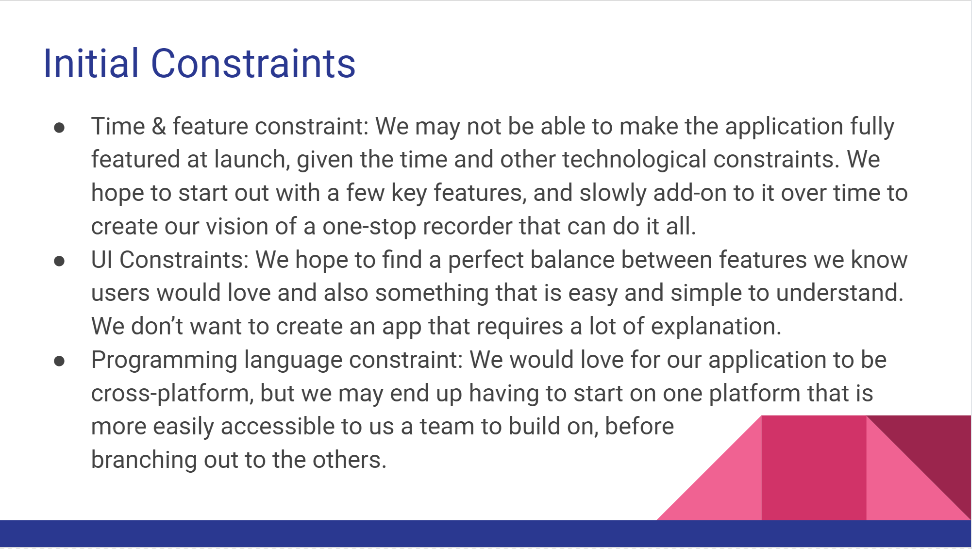 Initial Constraints
● Time & feature constraint: We may not be able to make the application fully
featured at launch, given the time and other technological constraints. We
hope to start out with a few key features, and slowly add-on to it over time to
create our vision of a one-stop recorder that can do it all.
● UI Constraints: We hope to find a perfect balance between features we know
users would love and also something that is easy and simple to understand.
We don’t want to create an app that requires a lot of explanation.
● Programming language constraint: We would love for our application to be
cross-platform, but we may end up having to start on one platform that is
more easily accessible to us a team to build on, before
branching out to the others.